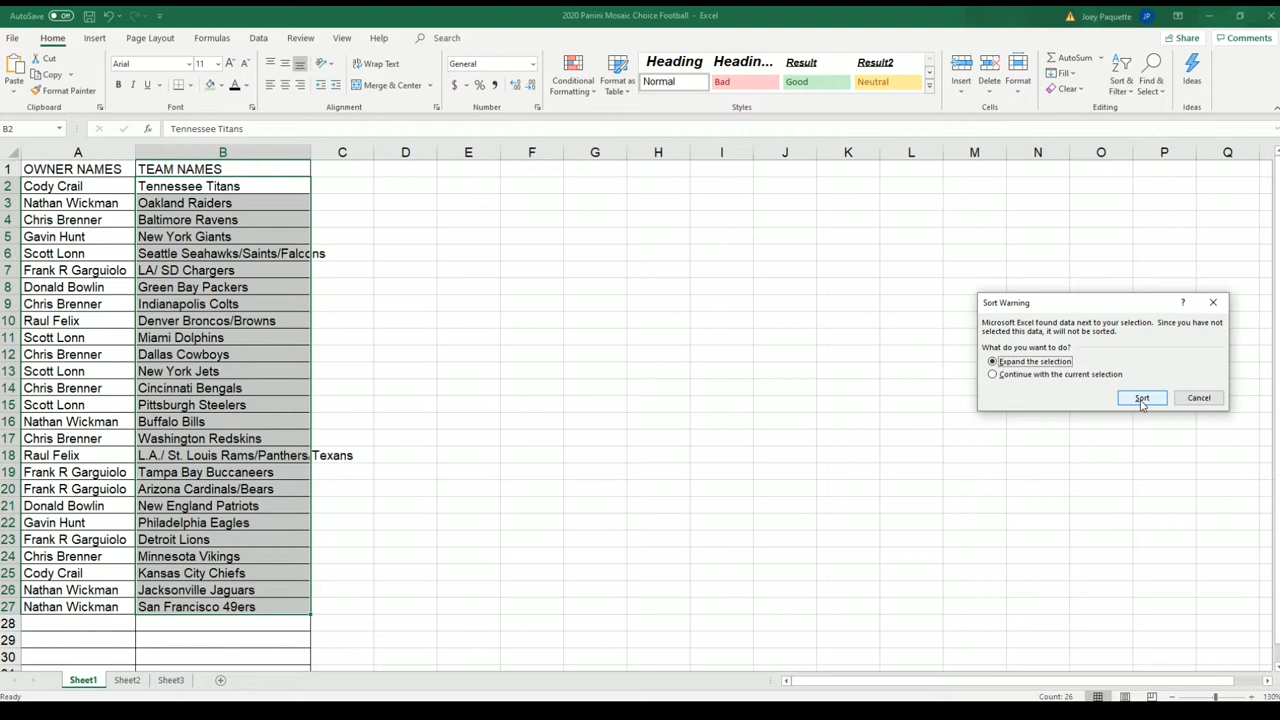 AutoSave Off
2020 Panini Mosaic Choice Football - Excel
Joey Paquette JP
File Home Insert Page Layout Formulas Data Review View Help Search
Share Comments
Paste Cut Copy Format Painter Clipboard
Arial 11 A A B I U A Font
Wrap Text Merge & Center Alignment
General $ % , Number
Conditional Formatting Format as Table
Heading Headin... Result Result2
Normal Bad Good Neutral
Styles
Insert Delete Format Cells
AutoSum Fill Clear Sort & Filter Find & Select Editing
Ideas Ideas
B2 fx Tennessee Titans
A B C D E F G H I J K L M N O P Q
1 OWNER NAMES TEAM NAMES
2 Cody Crail Tennessee Titans
3 Nathan Wickman Oakland Raiders
4 Chris Brenner Baltimore Ravens
5 Gavin Hunt New York Giants
6 Scott Lonn Seattle Seahawks/Saints/Falcons
7 Frank R Garguiolo LA/ SD Chargers
8 Donald Bowlin Green Bay Packers
9 Chris Brenner Indianapolis Colts
10 Raul Felix Denver Broncos/Browns
11 Scott Lonn Miami Dolphins
12 Chris Brenner Dallas Cowboys
13 Scott Lonn New York Jets
14 Chris Brenner Cincinnati Bengals
15 Scott Lonn Pittsburgh Steelers
16 Nathan Wickman Buffalo Bills
17 Chris Brenner Washington Redskins
18 Raul Felix L.A./ St. Louis Rams/Panthers/Texans
19 Frank R Garguiolo Tampa Bay Buccaneers
20 Frank R Garguiolo Arizona Cardinals/Bears
21 Donald Bowlin New England Patriots
22 Gavin Hunt Philadelphia Eagles
23 Frank R Garguiolo Detroit Lions
24 Chris Brenner Minnesota Vikings
25 Cody Crail Kansas City Chiefs
26 Nathan Wickman Jacksonville Jaguars
27 Nathan Wickman San Francisco 49ers
28
29
30
Sort Warning ?
Microsoft Excel found data next to your selection. Since you have not
selected this data, it will not be sorted.
What do you want to do?
Expand the selection
Continue with the current selection
Sort Cancel
Sheet1 Sheet2 Sheet3
Ready
Count: 26
130%